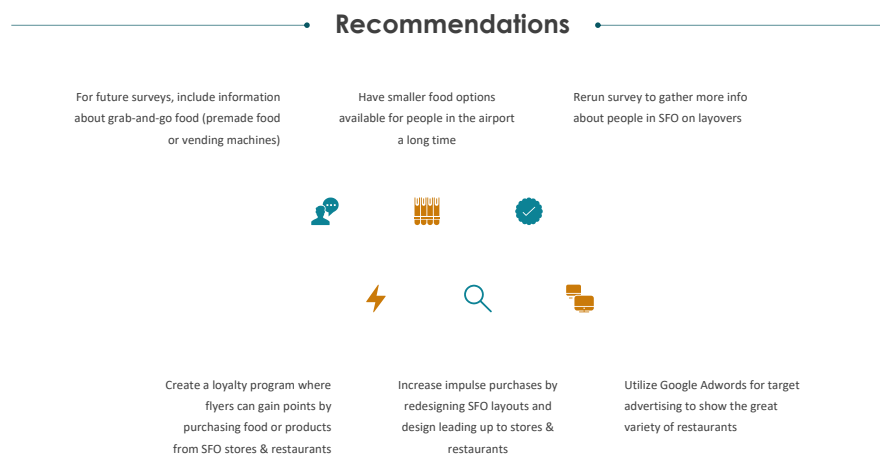 Recommendations
For future surveys, include information
about grab-and-go food (premade food
or vending machines)
Have smaller food options
available for people in the airport
a long time
Rerun survey to gather more info
about people in SFO on layovers
Create a loyalty program where
flyers can gain points by
purchasing food or products
from SFO stores & restaurants
Increase impulse purchases by
redesigning SFO layouts and
design leading up to stores &
restaurants
Utilize Google Adwords for target
advertising to show the great
variety of restaurants